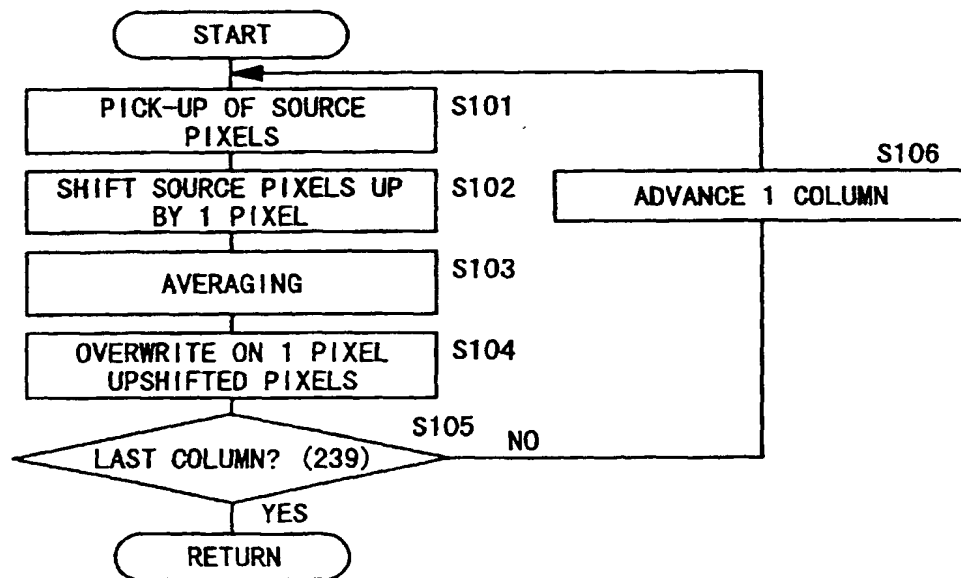 START
PICK-UP OF SOURCE
PIXELS
S101
SHIFT SOURCE PIXELS UP
BY 1 PIXEL
S102
AVERAGING
S103
OVERWRITE ON 1 PIXEL
UPSHIFTED PIXELS
S104
LAST COLUMN? (239)
S105
NO
S106
ADVANCE 1 COLUMN
YES
RETURN